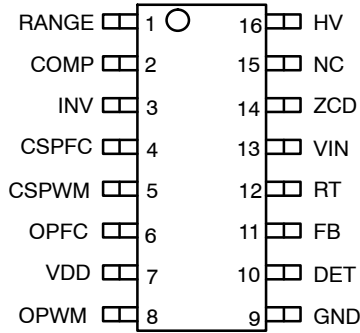 RANGE 1 16 HV
COMP 2 15 NC
INV 3 14 ZCD
CSPFC 4 13 VIN
CSPWM 5 12 RT
OPFC 6 11 FB
VDD 7 10 DET
OPWM 8 9 GND